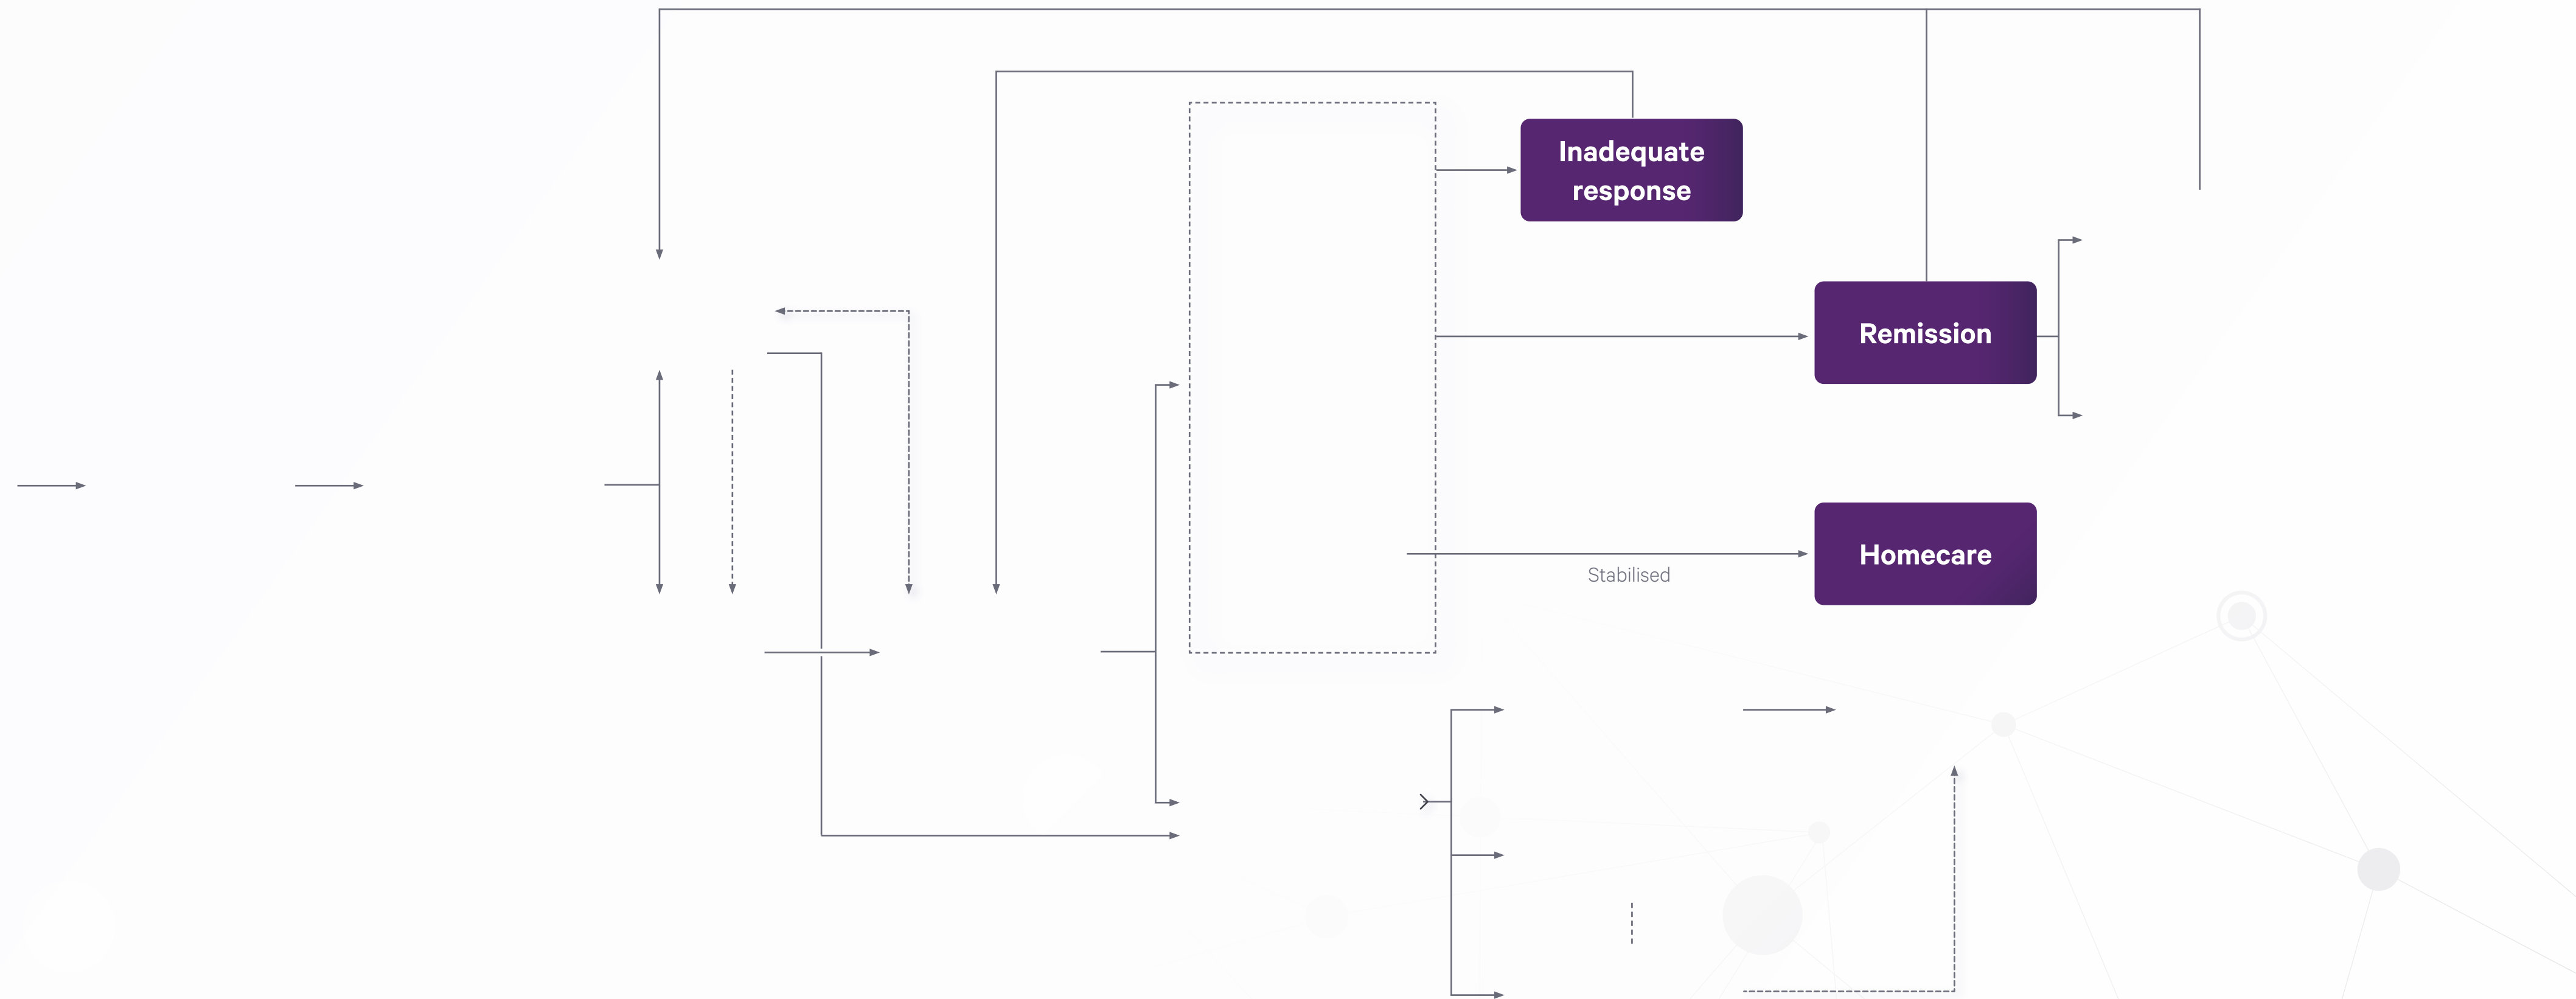 Inadequate
response
Remission
Homecare
Stabilised